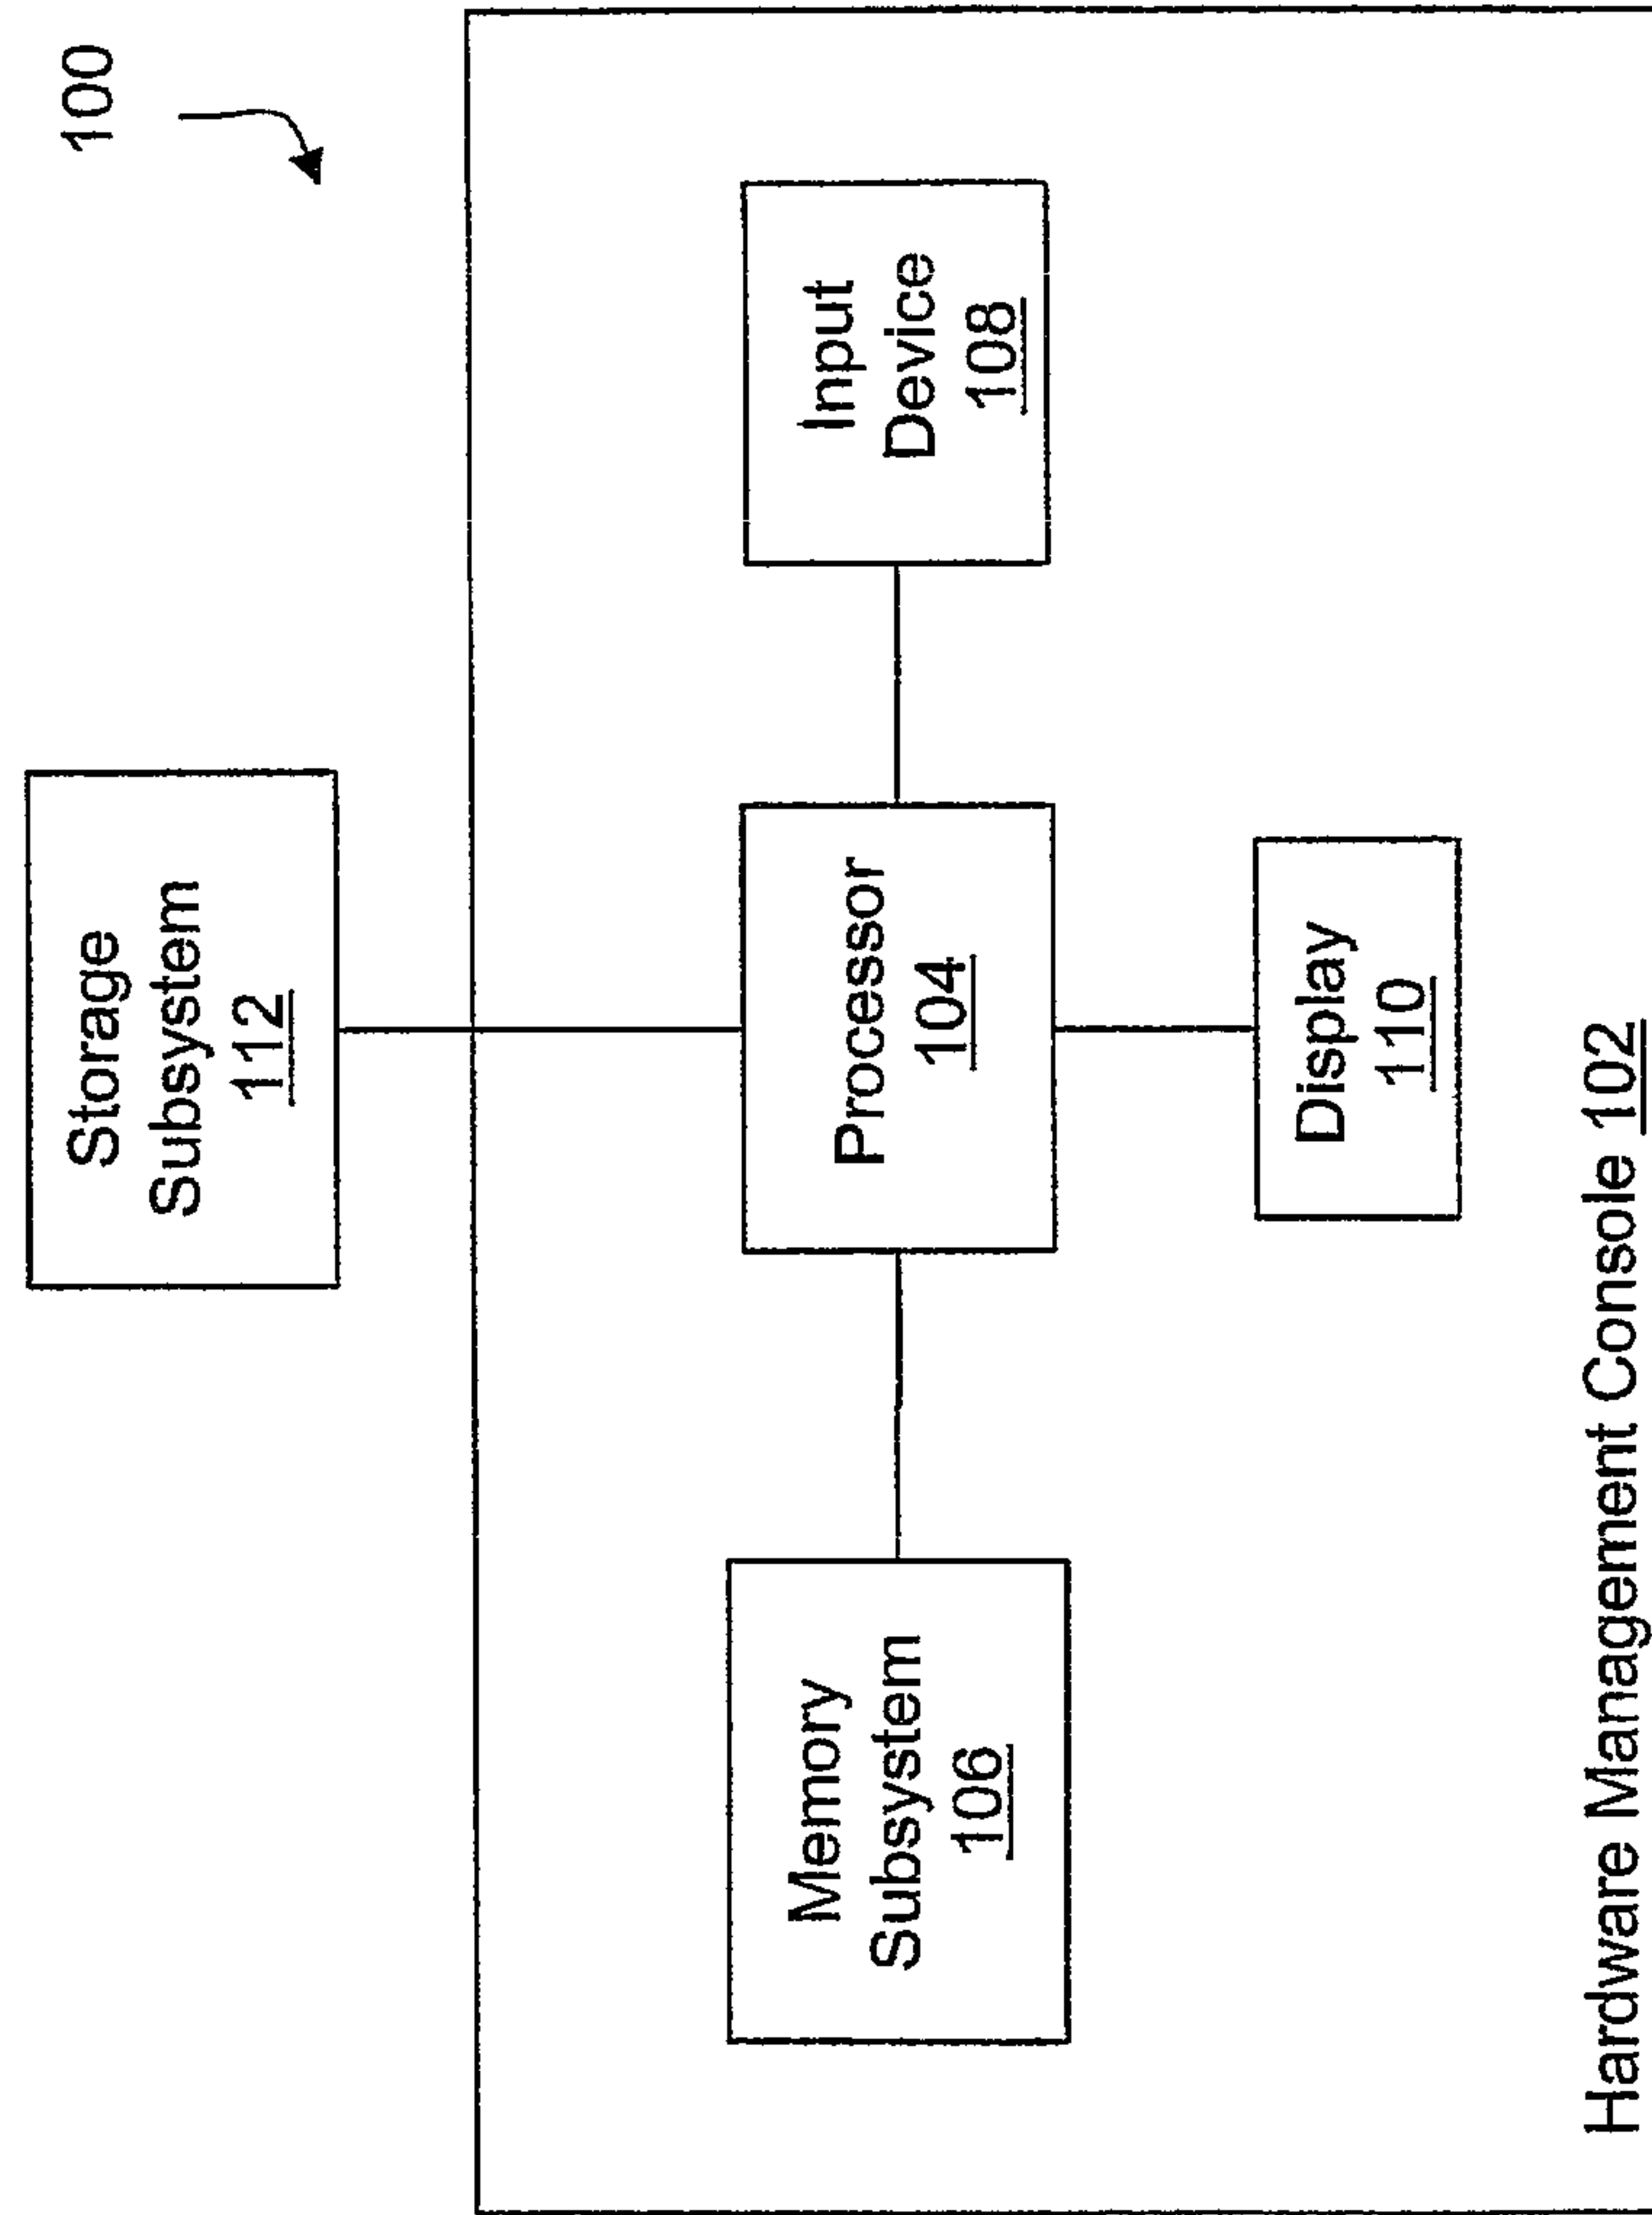 100
Storage
Subsystem
112
Memory
Subsystem
106
Processor
104
Input
Device
108
Display
110
Hardware Management Console 102